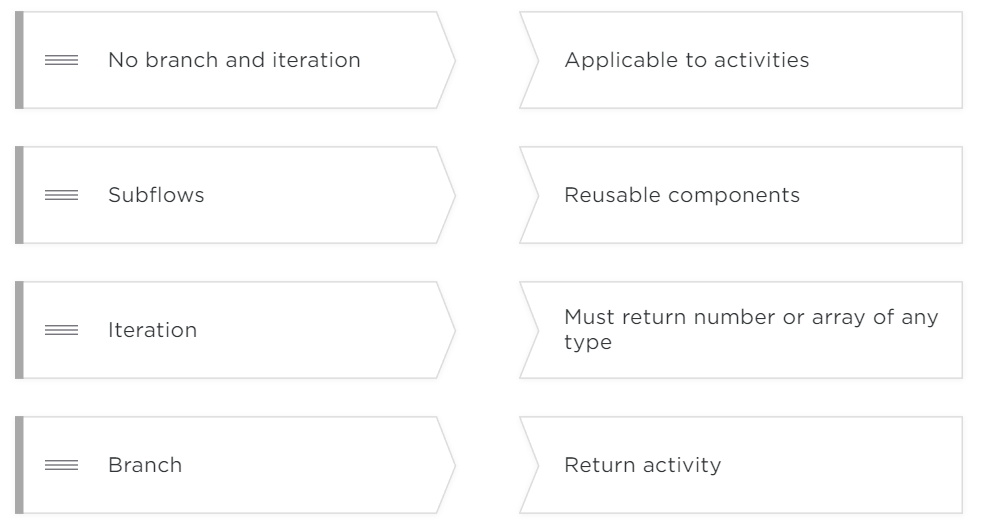 No branch and iteration
Applicable to activities
Subflows
Reusable components
Iteration
Must return number or array of any
type
Branch
Return activity